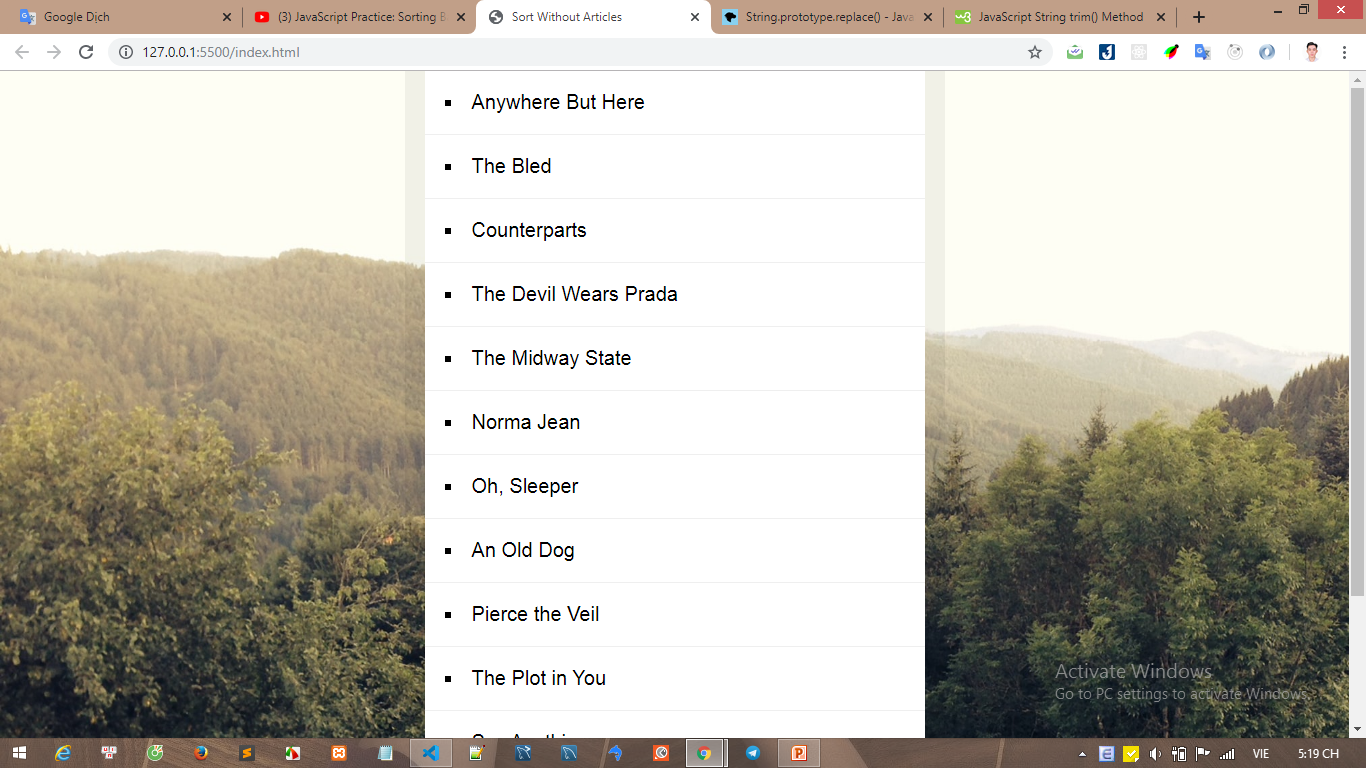 Google Dịch
(3) JavaScript Practice: Sorting B
Sort Without Articles
String.prototype.replace() - Java
JavaScript String trim() Method
127.0.0.1:5500/index.html
Anywhere But Here
The Bled
Counterparts
The Devil Wears Prada
The Midway State
Norma Jean
Oh, Sleeper
An Old Dog
Pierce the Veil
The Plot in You
Activate Windows
Go to PC settings to activate Windows.
VIE
5:19 CH